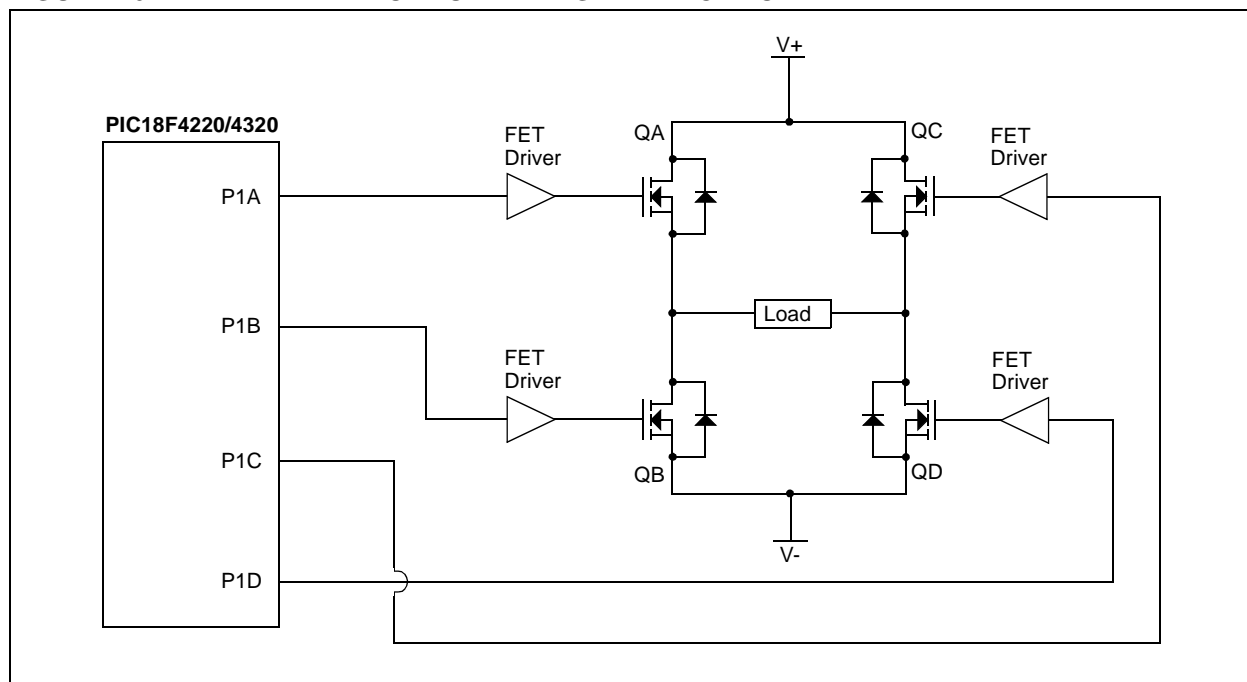 V+
PIC18F4220/4320
FET
Driver
QA
QC
FET
Driver
P1A
Load
P1B
FET
Driver
FET
Driver
P1C
QB
QD
V-
P1D